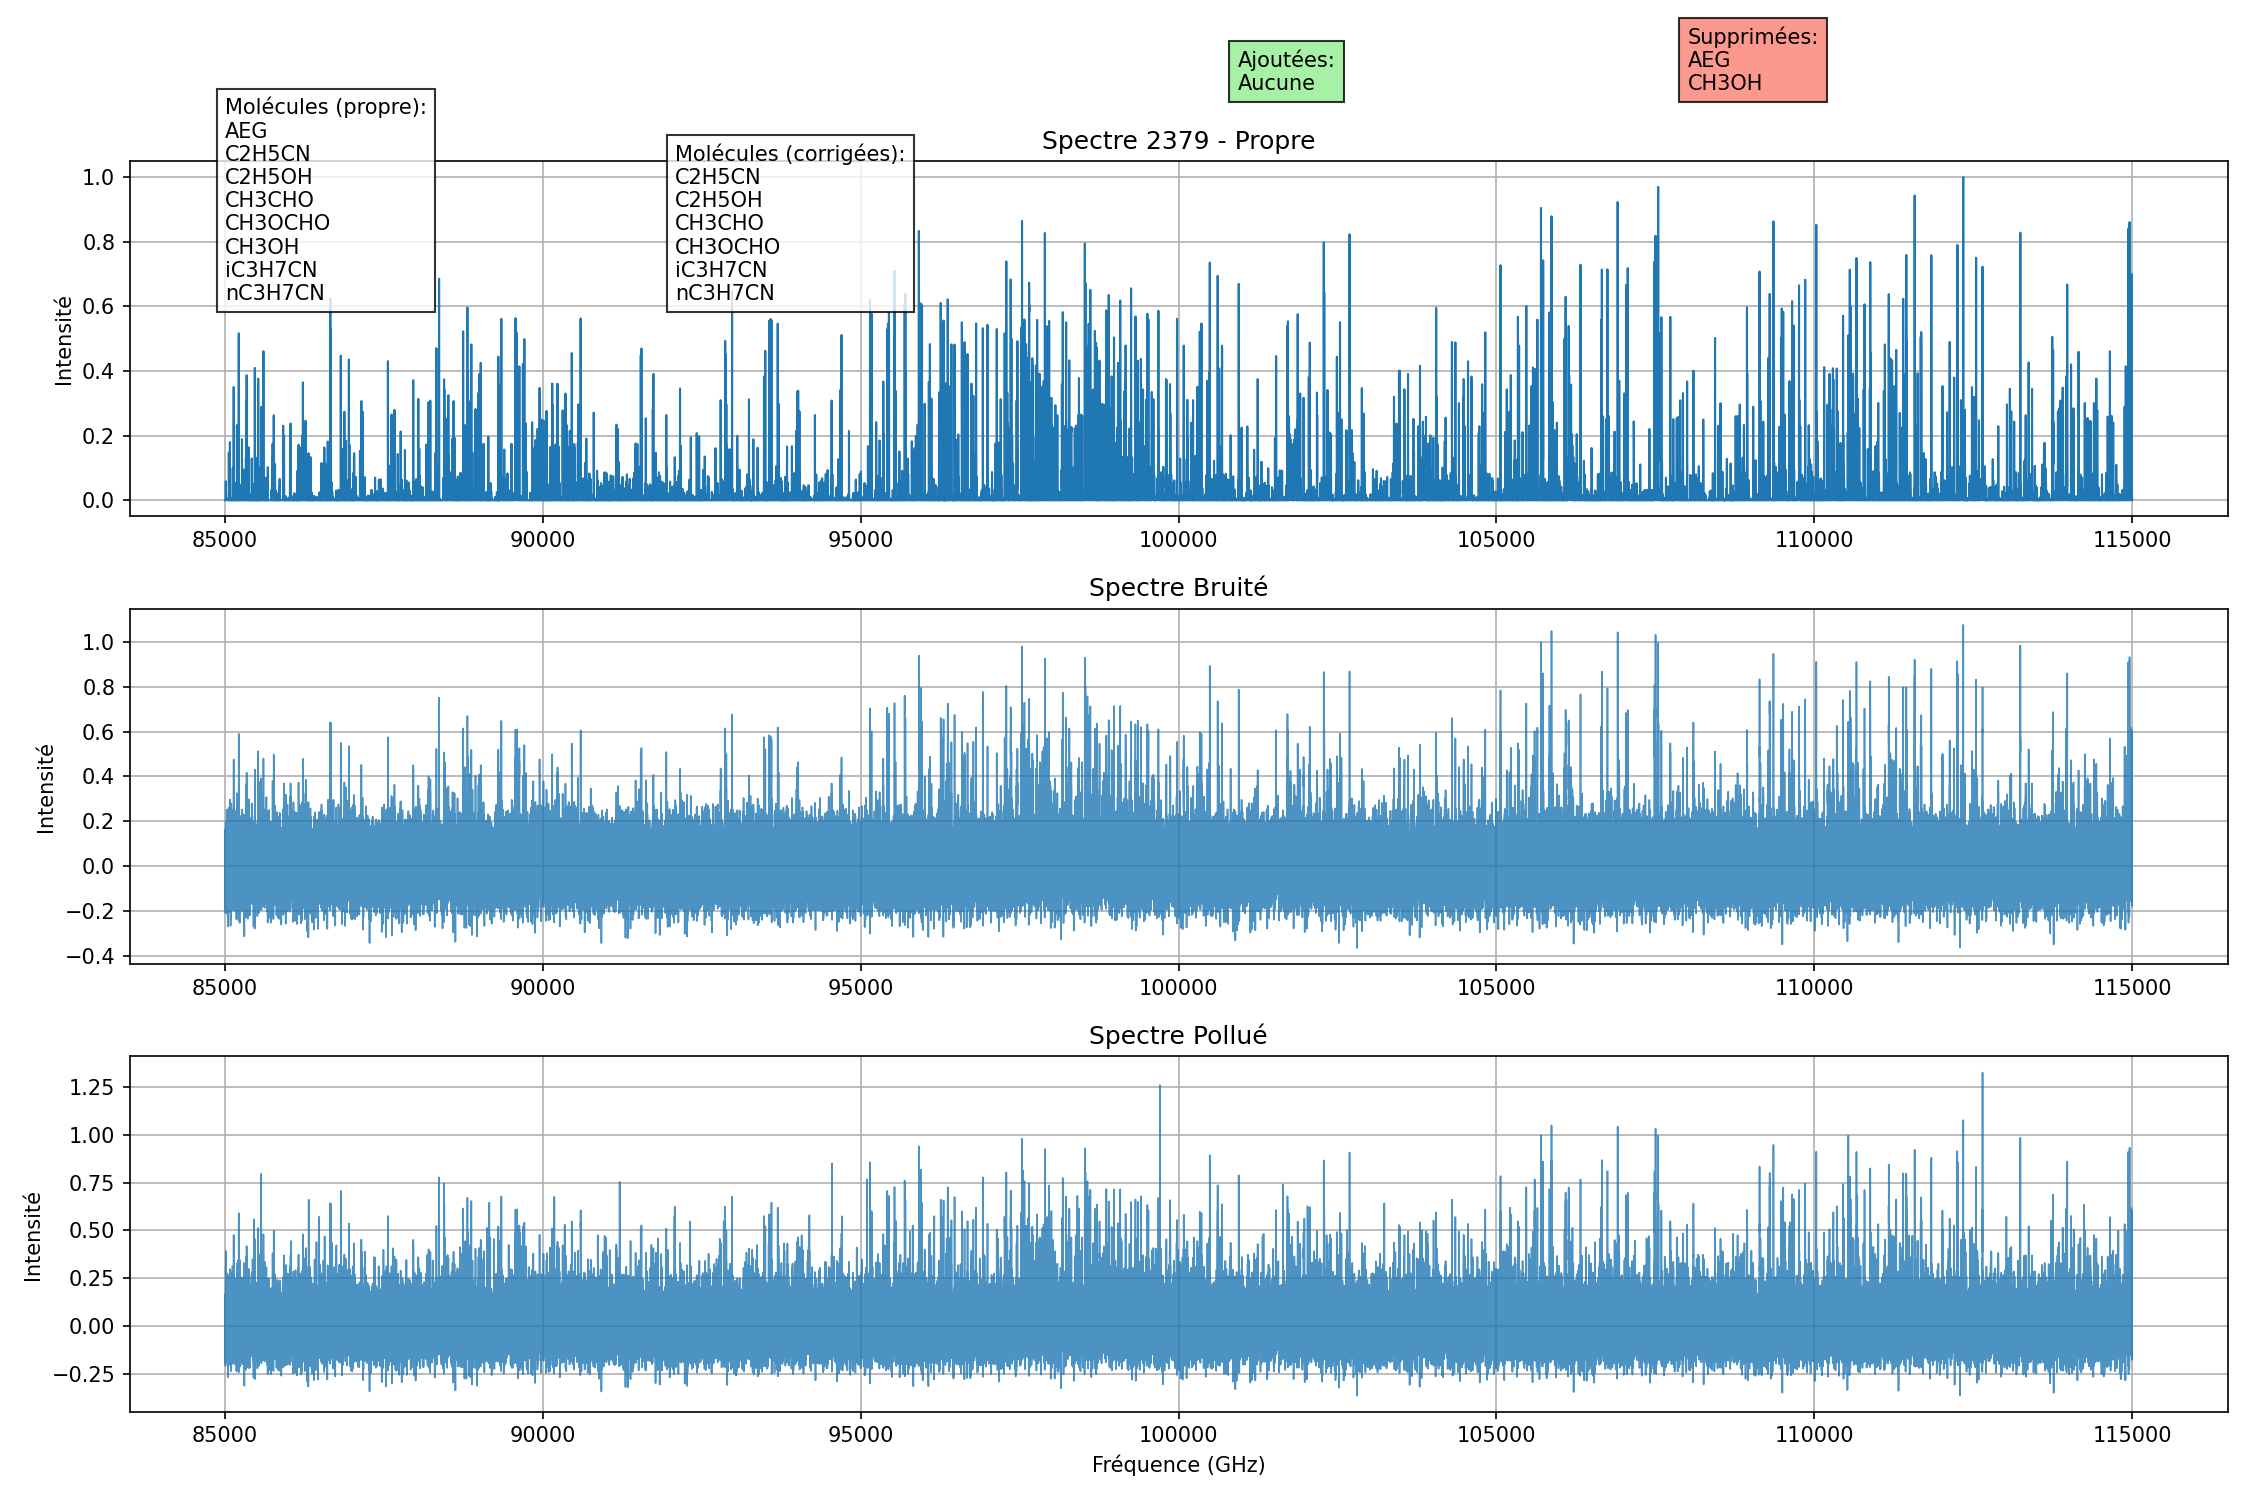 Ajoutées:
Aucune
Supprimées:
AEG
CH3OH
Molécules (propre):
AEG
C2H5CN
C2H5OH
CH3CHO
CH3OCHO
CH3OH
iC3H7CN
nC3H7CN
Molécules (corrigées):
C2H5CN
C2H5OH
CH3CHO
CH3OCHO
iC3H7CN
nC3H7CN
Spectre 2379 - Propre
Intensité
1.0
0.8
0.6
0.4
0.2
0.0
85000 90000 95000 100000 105000 110000 115000
Spectre Bruité
Intensité
1.0
0.8
0.6
0.4
0.2
0.0
−0.2
−0.4
85000 90000 95000 100000 105000 110000 115000
Spectre Pollué
Intensité
1.25
1.00
0.75
0.50
0.25
0.00
−0.25
85000 90000 95000 100000 105000 110000 115000
Fréquence (GHz)